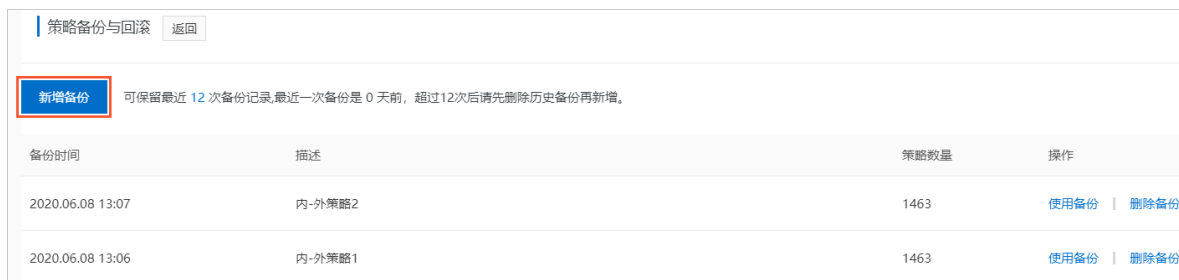 策略备份与回滚 返回
新增备份 可保留最近 12 次备份记录,最近一次备份是 0 天前，超过12次后请先删除历史备份再新增。
备份时间 描述 策略数量 操作
2020.06.08 13:07 内-外策略2 1463 使用备份 | 删除备份
2020.06.08 13:06 内-外策略1 1463 使用备份 | 删除备份